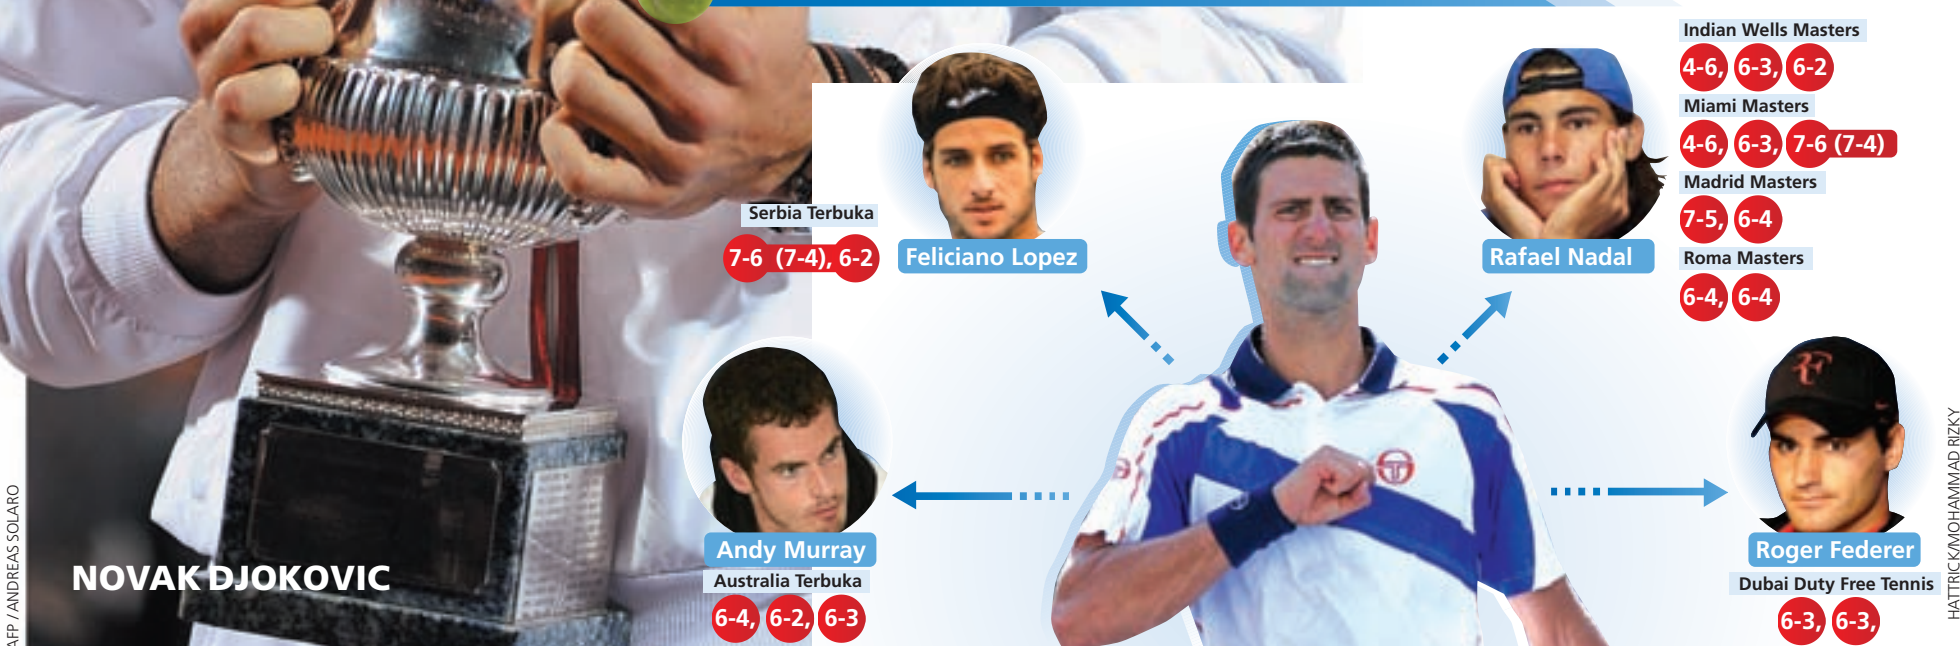 Indian Wells Masters
4-6, 6-3, 6-2
Miami Masters
4-6, 6-3, 7-6 (7-4)
Madrid Masters
7-5, 6-4
Roma Masters
6-4, 6-4
Rafael Nadal
Serbia Terbuka
7-6 (7-4), 6-2
Feliciano Lopez
Andy Murray
Australia Terbuka
6-4, 6-2, 6-3
Roger Federer
Dubai Duty Free Tennis
6-3, 6-3,
NOVAK DJOKOVIC
AFP / ANDREAS SOLARO
HATTRICK/MOHAMMAD RIZKY